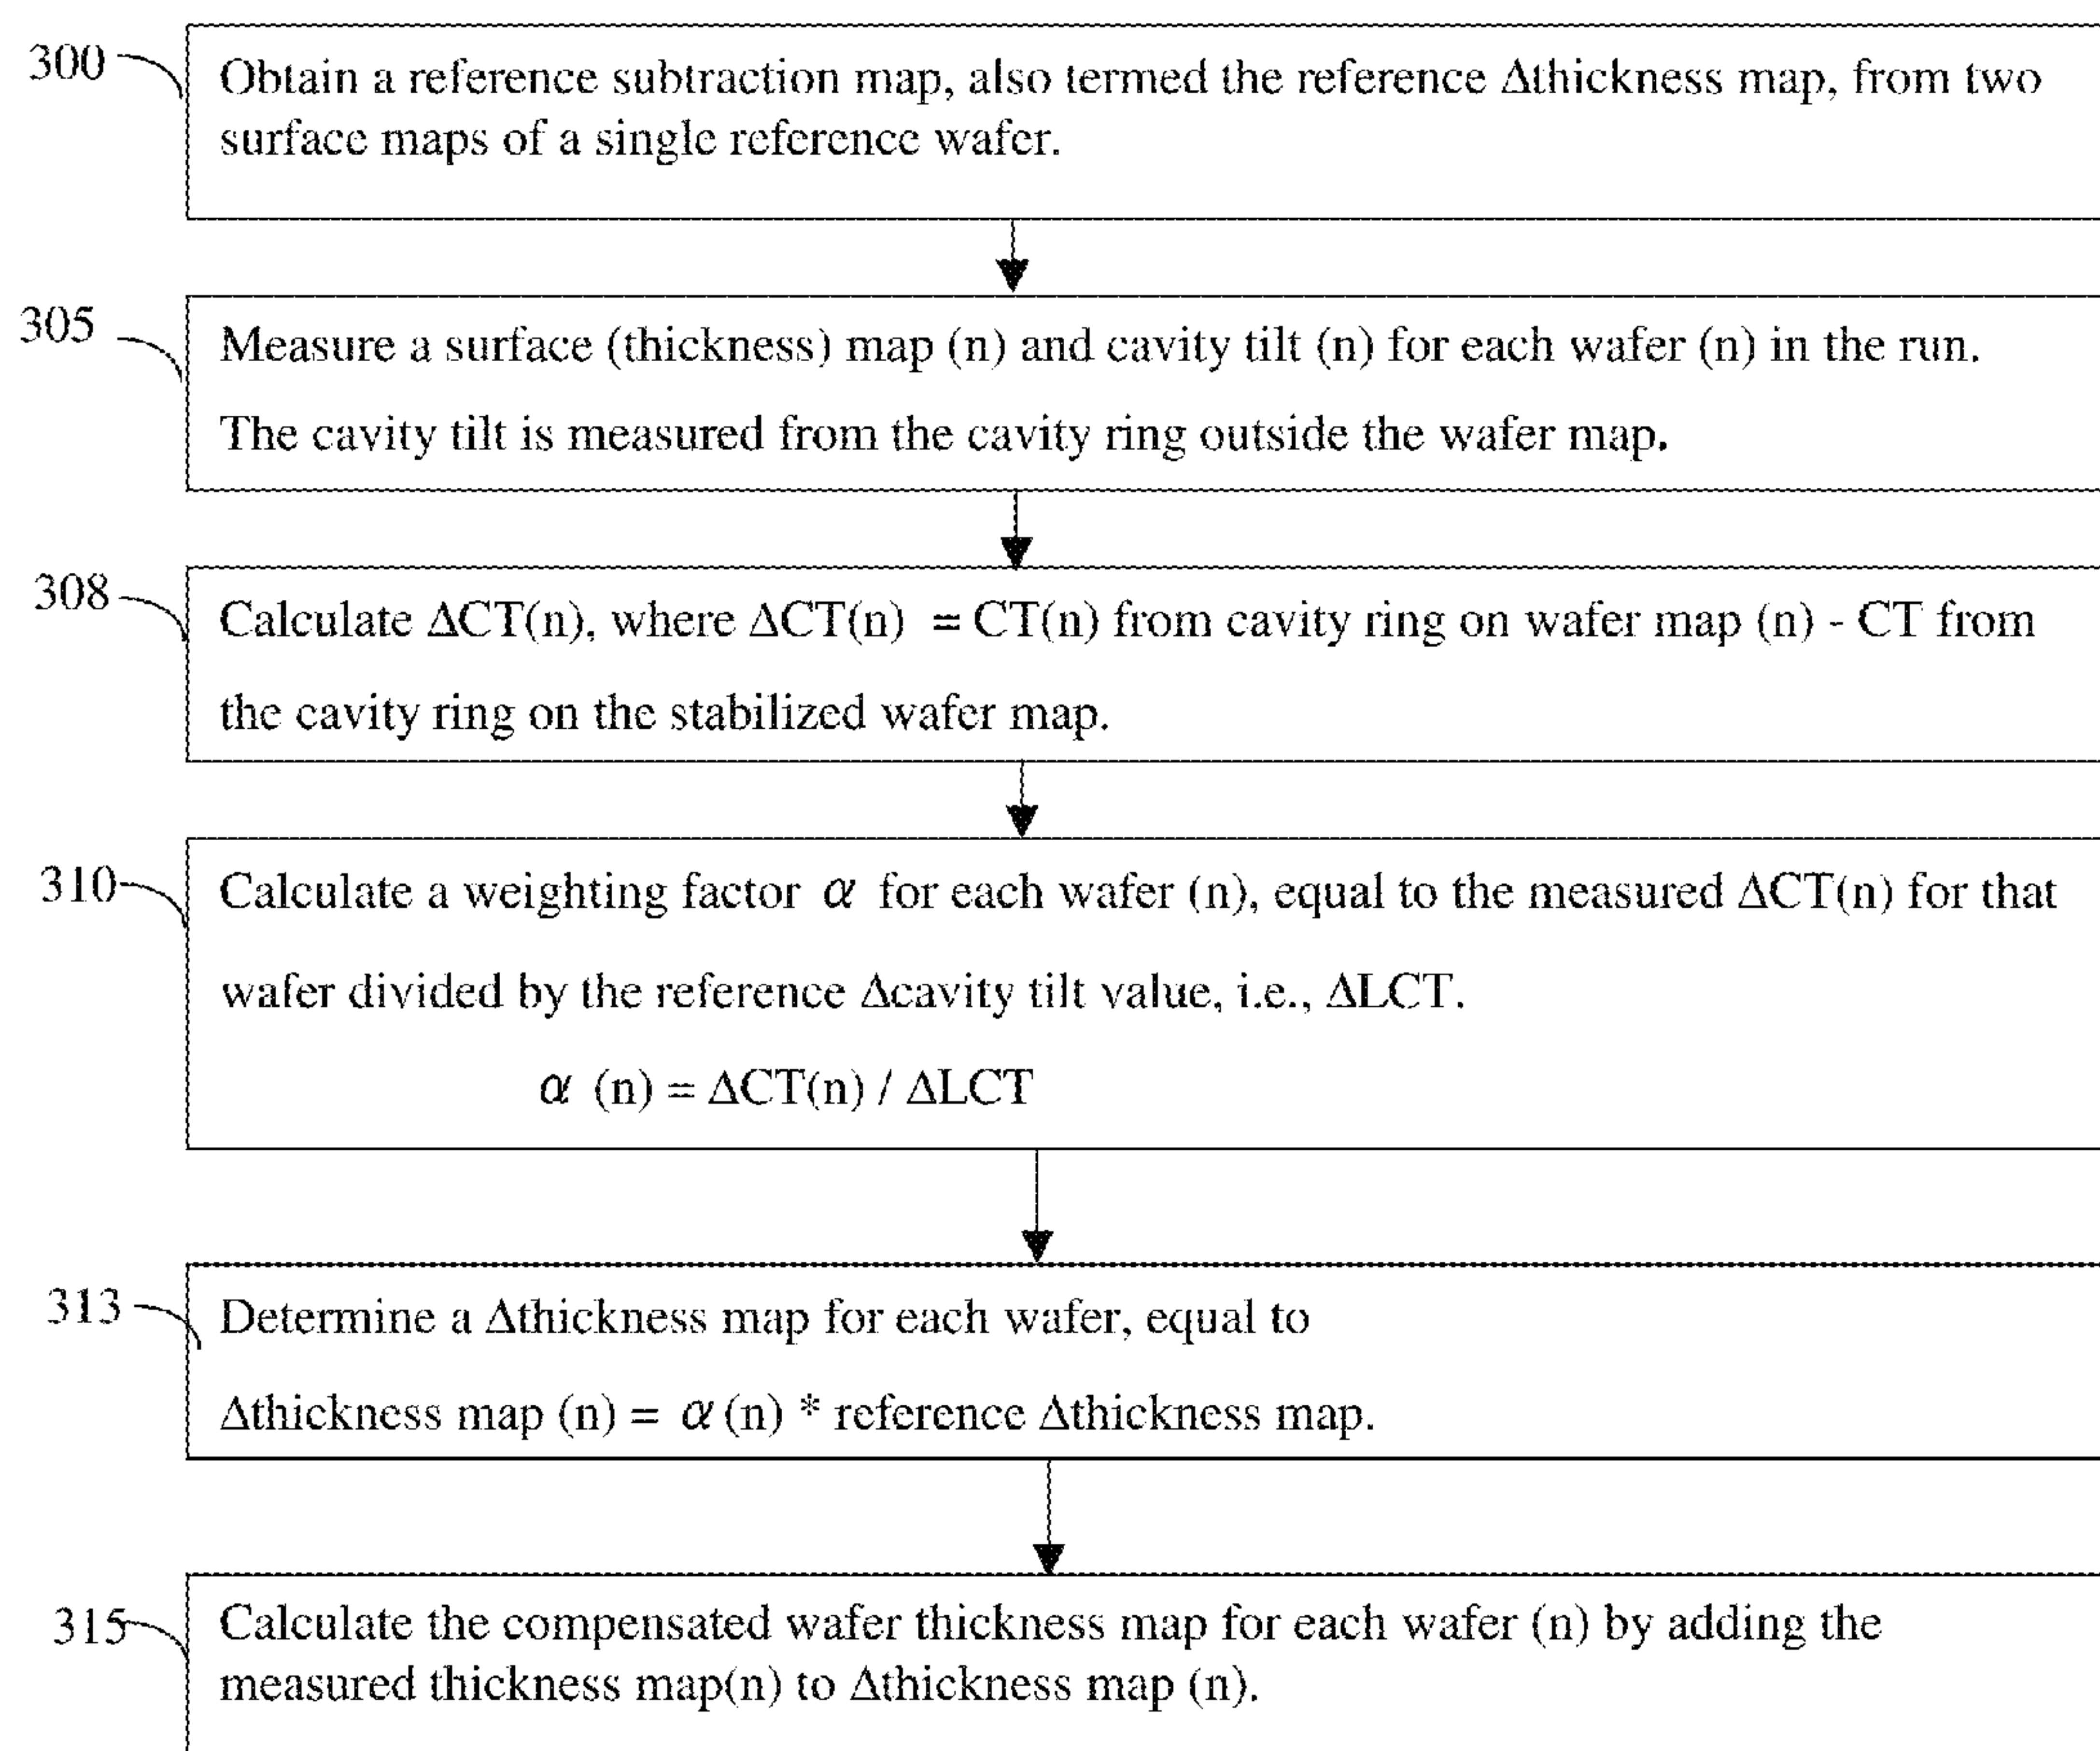 300
Obtain a reference subtraction map, also termed the reference Δthickness map, from two
surface maps of a single reference wafer.
305
Measure a surface (thickness) map (n) and cavity tilt (n) for each wafer (n) in the run.
The cavity tilt is measured from the cavity ring outside the wafer map.
308
Calculate ΔCT(n), where ΔCT(n) = CT(n) from cavity ring on wafer map (n) - CT from
the cavity ring on the stabilized wafer map.
310
Calculate a weighting factor α for each wafer (n), equal to the measured ΔCT(n) for that
wafer divided by the reference Δcavity tilt value, i.e., ΔLCT.
α (n) = ΔCT(n) / ΔLCT
313
Determine a Δthickness map for each wafer, equal to
Δthickness map (n) = α (n) * reference Δthickness map.
315
Calculate the compensated wafer thickness map for each wafer (n) by adding the
measured thickness map(n) to Δthickness map (n).